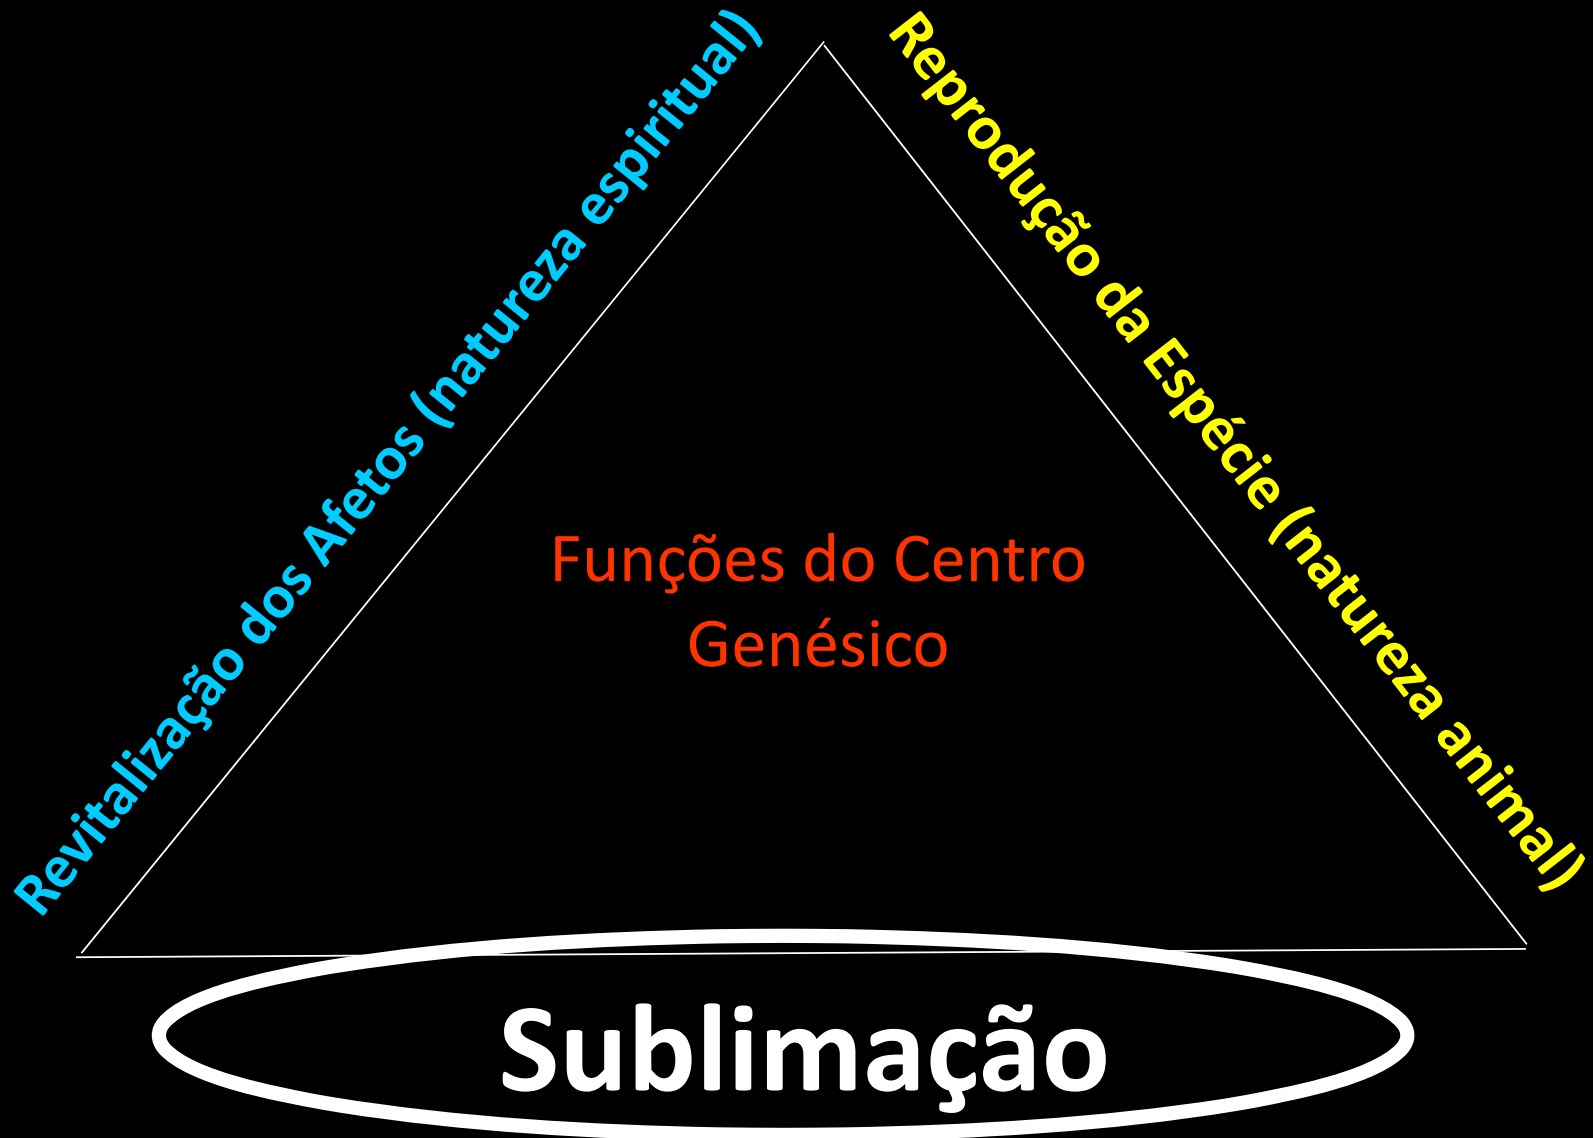 Revitalização dos Afetos (natureza espiritual)
Reprodução da Espécie (natureza animal)
Funções do Centro
Genésico
Sublimação